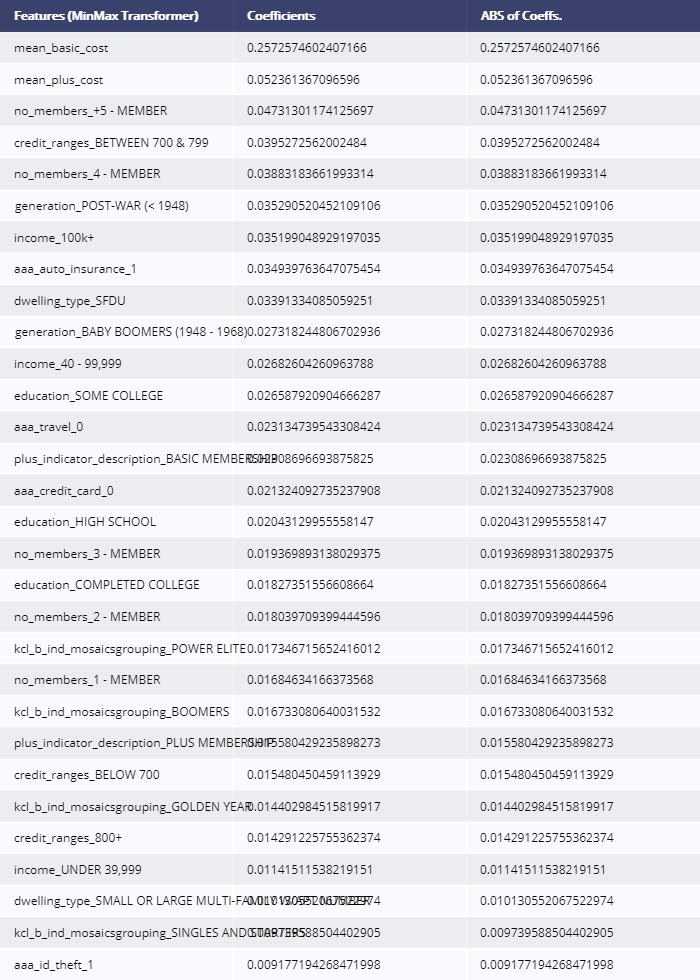 Features (MinMax Transformer) Coefficients ABS of Coeffs.
mean_basic_cost 0.2572574602407166 0.2572574602407166
mean_plus_cost 0.052361367096596 0.052361367096596
no_members_+5 - MEMBER 0.04731301174125697 0.04731301174125697
credit_ranges_BETWEEN 700 & 799 0.0395272562002484 0.0395272562002484
no_members_4 - MEMBER 0.03883183661993314 0.03883183661993314
generation_POST-WAR (< 1948) 0.035290520452109106 0.035290520452109106
income_100k+ 0.035199048929197035 0.035199048929197035
aaa_auto_insurance_1 0.034939763647075454 0.034939763647075454
dwelling_type_SFDU 0.03391334085059251 0.03391334085059251
generation_BABY BOOMERS (1948 - 1968) 0.027318244806702936 0.027318244806702936
income_40 - 99,999 0.02682604260963788 0.02682604260963788
education_SOME COLLEGE 0.026587920904666287 0.026587920904666287
aaa_travel_0 0.023134739543308424 0.023134739543308424
plus_indicator_description_BASIC MEMBERSHIP 0.02308696693875825 0.02308696693875825
aaa_credit_card_0 0.021324092735237908 0.021324092735237908
education_HIGH SCHOOL 0.02043129955558147 0.02043129955558147
no_members_3 - MEMBER 0.019369893138029375 0.019369893138029375
education_COMPLETED COLLEGE 0.01827351556608664 0.01827351556608664
no_members_2 - MEMBER 0.018039709399444596 0.018039709399444596
kcl_b_ind_mosaicsgrouping_POWER ELITE 0.017346715652416012 0.017346715652416012
no_members_1 - MEMBER 0.01684634166373568 0.01684634166373568
kcl_b_ind_mosaicsgrouping_BOOMERS 0.016733080640031532 0.016733080640031532
plus_indicator_description_PLUS MEMBERSHIP 0.015580429235898273 0.015580429235898273
credit_ranges_BELOW 700 0.015480450459113929 0.015480450459113929
kcl_b_ind_mosaicsgrouping_GOLDEN YEAR 0.014402984515819917 0.014402984515819917
credit_ranges_800+ 0.014291225755362374 0.014291225755362374
income_UNDER 39,999 0.01141511538219151 0.01141511538219151
dwelling_type_SMALL OR LARGE MULTI-FAMILY W/APT NUMBER 0.010130552067522974 0.010130552067522974
kcl_b_ind_mosaicsgrouping_SINGLES AND STARTERS 0.009739588504402905 0.009739588504402905
aaa_id_theft_1 0.009177194268471998 0.009177194268471998